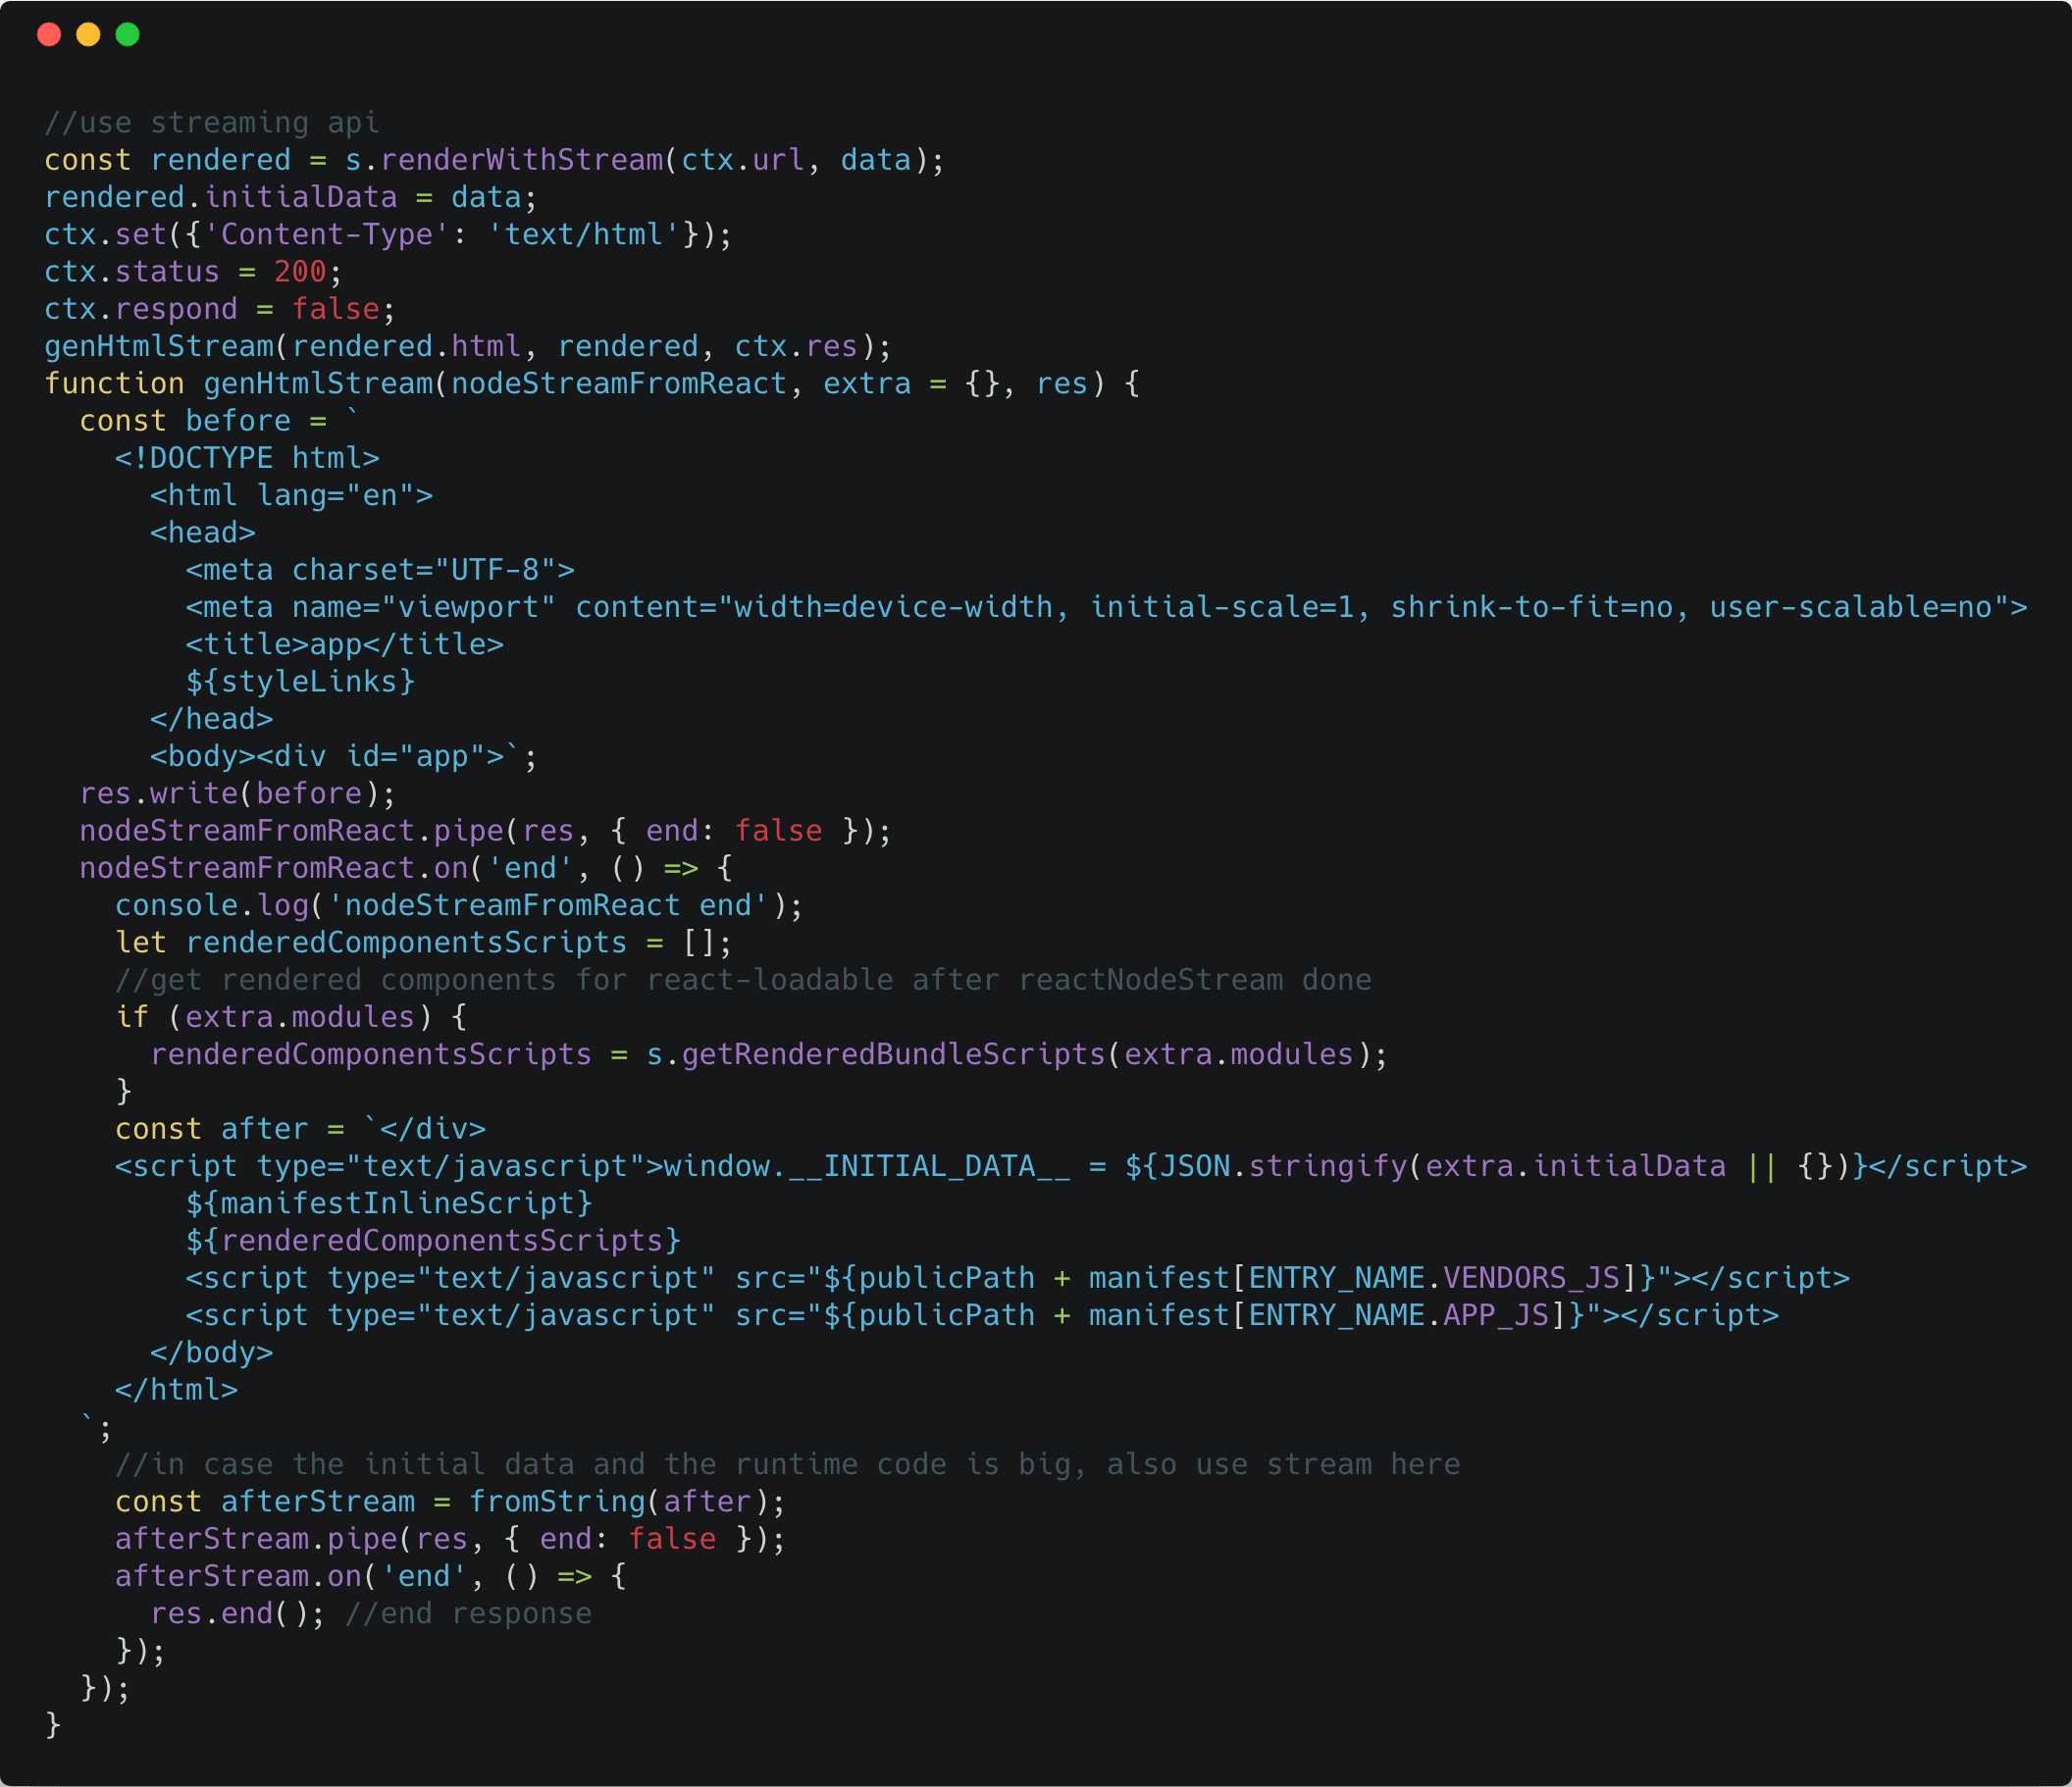 //use streaming api
const rendered = s.renderWithStream(ctx.url, data);
rendered.initialData = data;
ctx.set({'Content-Type': 'text/html'});
ctx.status = 200;
ctx.respond = false;
genHtmlStream(rendered.html, rendered, ctx.res);
function genHtmlStream(nodeStreamFromReact, extra = {}, res) {
  const before = `
    <!DOCTYPE html>
      <html lang="en">
      <head>
        <meta charset="UTF-8">
        <meta name="viewport" content="width=device-width, initial-scale=1, shrink-to-fit=no, user-scalable=no">
        <title>app</title>
        ${styleLinks}
      </head>
      <body><div id="app">`;
  res.write(before);
  nodeStreamFromReact.pipe(res, { end: false });
  nodeStreamFromReact.on('end', () => {
    console.log('nodeStreamFromReact end');
    let renderedComponentsScripts = [];
    //get rendered components for react-loadable after reactNodeStream done
    if (extra.modules) {
      renderedComponentsScripts = s.getRenderedBundleScripts(extra.modules);
    }
    const after = `</div>
    <script type="text/javascript">window.__INITIAL_DATA__ = ${JSON.stringify(extra.initialData || {})}</script>
        ${manifestInlineScript}
        ${renderedComponentsScripts}
        <script type="text/javascript" src="${publicPath + manifest[ENTRY_NAME.VENDORS_JS]}"></script>
        <script type="text/javascript" src="${publicPath + manifest[ENTRY_NAME.APP_JS]}"></script>
      </body>
    </html>
  `;
    //in case the initial data and the runtime code is big, also use stream here
    const afterStream = fromString(after);
    afterStream.pipe(res, { end: false });
    afterStream.on('end', () => {
      res.end(); //end response
    });
  });
}